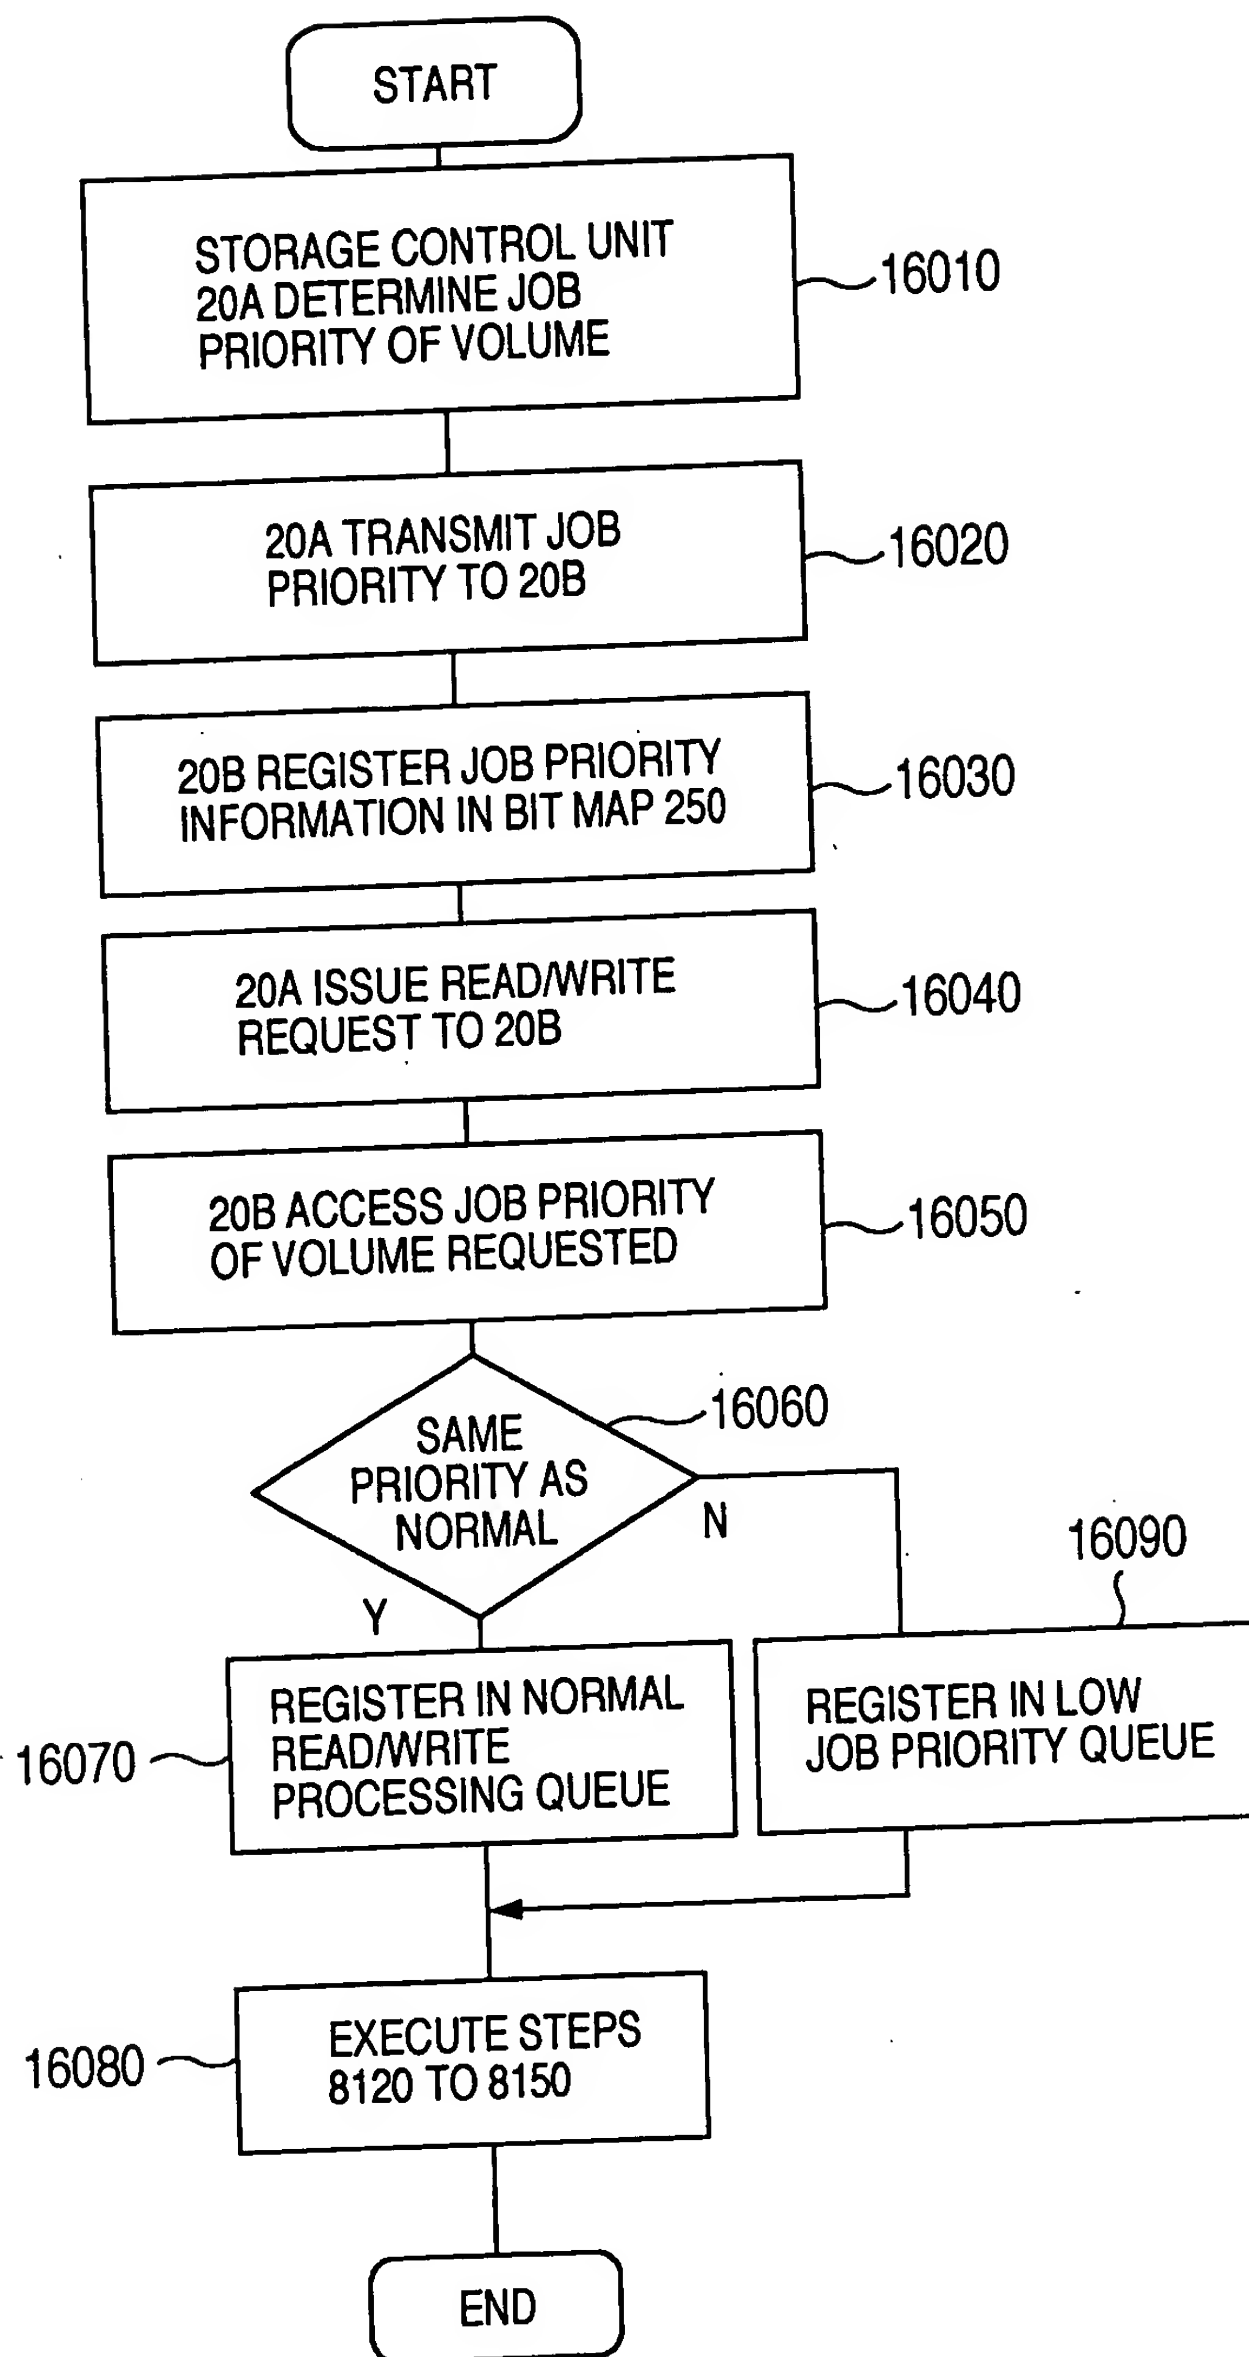 START
STORAGE CONTROL UNIT
20A DETERMINE JOB
PRIORITY OF VOLUME
16010
20A TRANSMIT JOB
PRIORITY TO 20B
16020
20B REGISTER JOB PRIORITY
INFORMATION IN BIT MAP 250
16030
20A ISSUE READ/WRITE
REQUEST TO 20B
16040
20B ACCESS JOB PRIORITY
OF VOLUME REQUESTED
16050
SAME
PRIORITY AS
NORMAL
16060
N
Y
16090
REGISTER IN NORMAL
READ/WRITE
PROCESSING QUEUE
16070
REGISTER IN LOW
JOB PRIORITY QUEUE
EXECUTE STEPS
8120 TO 8150
16080
END